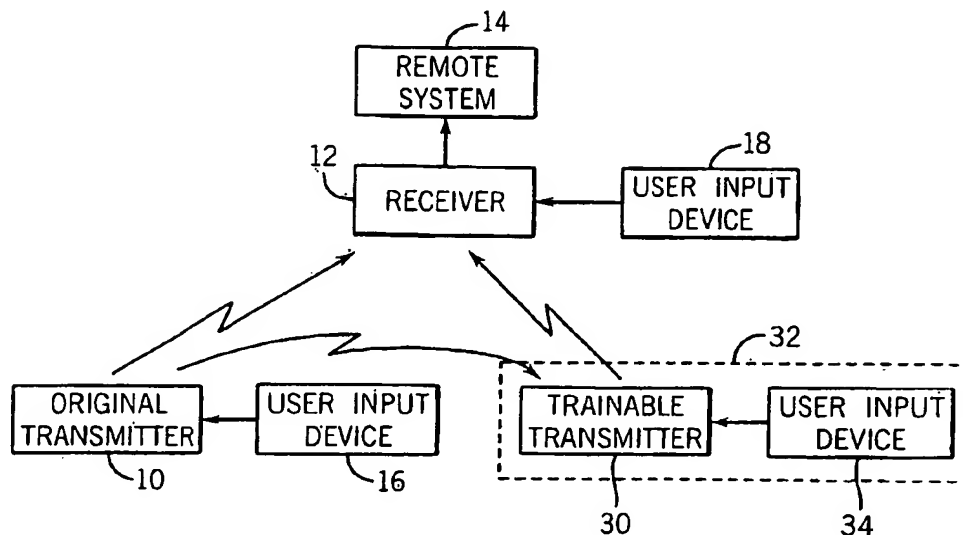 14
REMOTE
SYSTEM
12
RECEIVER
18
USER INPUT
DEVICE
32
ORIGINAL
TRANSMITTER
10
USER INPUT
DEVICE
16
TRAINABLE
TRANSMITTER
30
USER INPUT
DEVICE
34